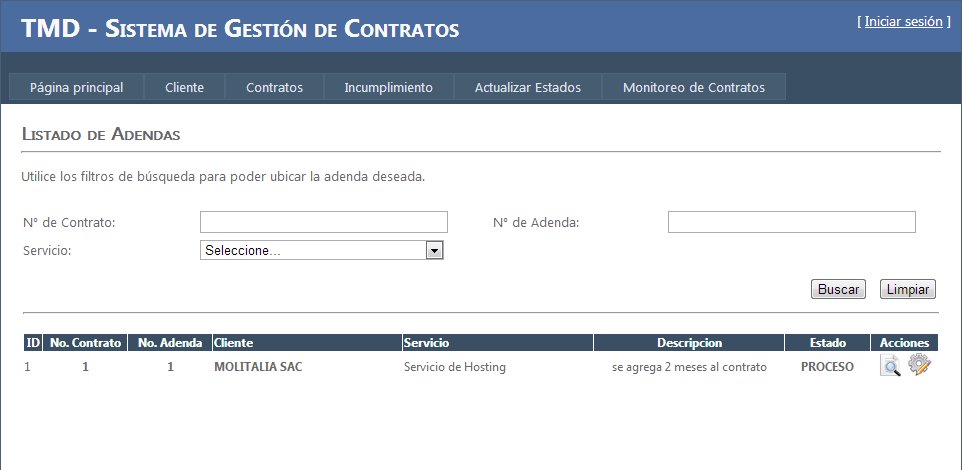 TMD - Sistema de Gestión de Contratos
[ Iniciar sesión ]
Página principal Cliente Contratos Incumplimiento Actualizar Estados Monitoreo de Contratos
Listado de Adendas
Utilice los filtros de búsqueda para poder ubicar la adenda deseada.
N° de Contrato: N° de Adenda:
Servicio: Seleccione...
Buscar Limpiar
ID No. Contrato No. Adenda Cliente Servicio Descripcion Estado Acciones
1 1 1 MOLITALIA SAC Servicio de Hosting se agrega 2 meses al contrato PROCESO